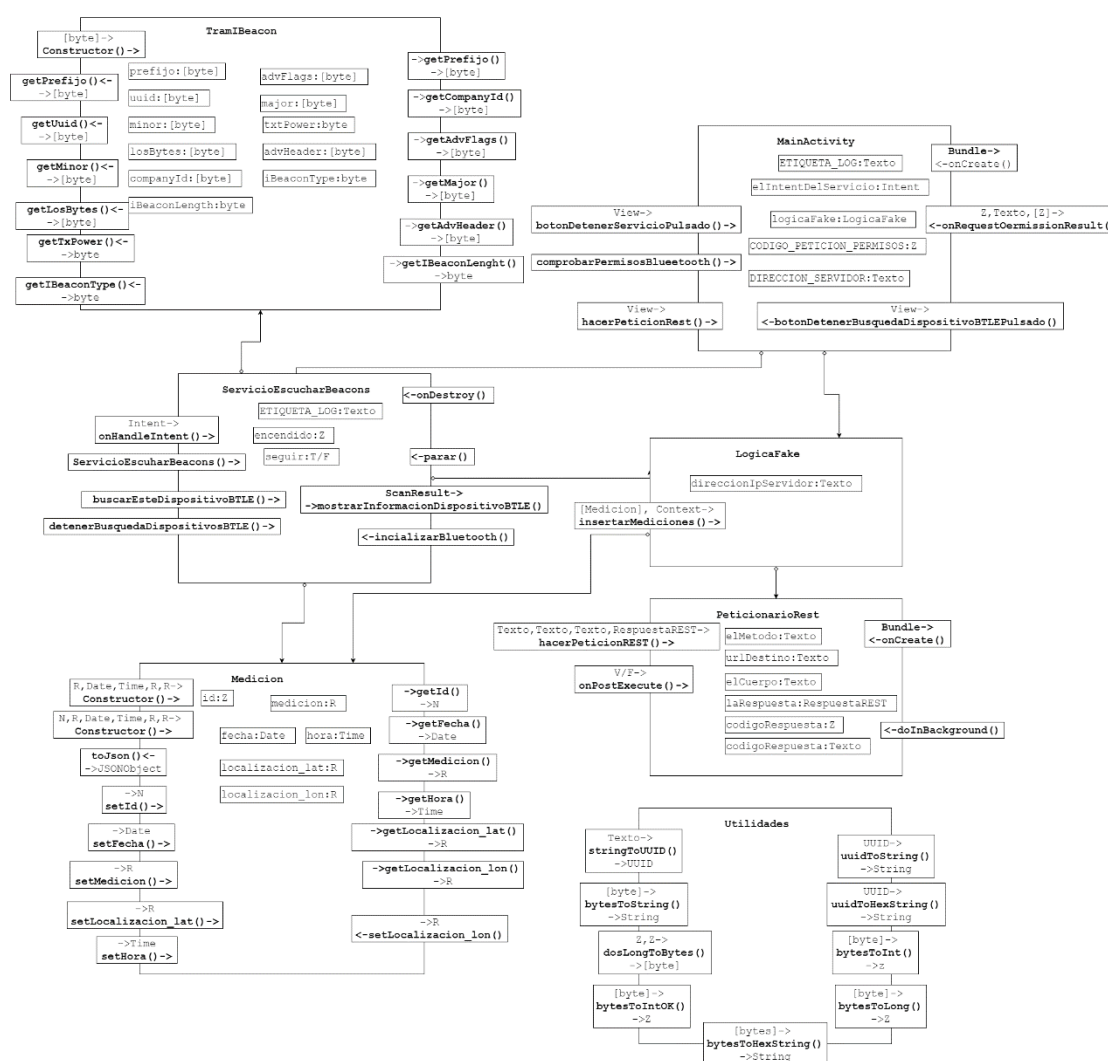 TramIBeacon
[byte]->
Constructor()->
getPrefijo()<-
->[byte]
getUuid()<-
->[byte]
getMinor()<-
->[byte]
getLosBytes()<-
->[byte]
getTxPower()<-
->byte
getIBeaconType()<-
->byte
prefijo:[byte]
uuid:[byte]
minor:[byte]
losBytes:[byte]
companyId:[byte]
iBeaconLength:byte
advFlags:[byte]
major:[byte]
txtPower:byte
advHeader:[byte]
iBeaconType:byte
->getPrefijo()
->[byte]
->getCompanyId()
->[byte]
->getAdvFlags()
->[byte]
->getMajor()
->[byte]
->getAdvHeader()
->[byte]
->getIBeaconLenght()
->byte
MainActivity
ETIQUETA_LOG:Texto
elIntentDelServicio:Intent
logicaFake:LogicaFake
CODIGO_PETICION_PERMISOS:Z
DIRECCION_SERVIDOR:Texto
View->
botonDetenerServicioPulsado()->
comprobarPermisosBlueetooth()->
View->
hacerPeticionRest()->
Bundle->
<-onCreate()
Z,Texto,[Z]->
<-onRequestOermissionResult()
View->
<-botonDetenerBusquedaDispositivoBTLEPulsado()
ServicioEscucharBeacons
ETIQUETA_LOG:Texto
encendido:Z
seguir:T/F
Intent->
onHandleIntent()->
ServicioEscuharBeacons()->
buscarEsteDispositivoBTLE()->
detenerBusquedaDispositivosBTLE()->
<-onDestroy()
<-parar()
ScanResult->
->mostrarInformacionDispositivoBTLE()
<-incializarBluetooth()
LogicaFake
direccionIpServidor:Texto
[Medicion], Context->
insertarMediciones()->
PeticionarioRest
Texto,Texto,Texto,RespuestaREST->
hacerPeticionREST()->
V/F->
onPostExecute()->
elMetodo:Texto
urlDestino:Texto
elCuerpo:Texto
laRespuesta:RespuestaREST
codigoRespuesta:Z
codigoRespuesta:Texto
Bundle->
<-onCreate()
<-doInBackground()
Medicion
R,Date,Time,R,R->
Constructor()->
N,R,Date,Time,R,R->
Constructor()->
toJson()<-
->JSONObject
->N
setId()->
->Date
setFecha()->
->R
setMedicion()->
->R
setLocalizacion_lat()->
->Time
setHora()->
id:Z
medicion:R
fecha:Date
hora:Time
localizacion_lat:R
localizacion_lon:R
->getId()
->N
->getFecha()
->Date
->getMedicion()
->R
->getHora()
->Time
->getLocalizacion_lat()
->R
->getLocalizacion_lon()
->R
->R
<-setLocalizacion_lon()
Utilidades
Texto->
stringToUUID()
->UUID
[byte]->
bytesToString()
->String
Z,Z->
dosLongToBytes()
->[byte]
[byte]->
bytesToIntOK()
->Z
UUID->
uuidToString()
->String
UUID->
uuidToHexString()
->String
[byte]->
bytesToInt()
->z
[byte]->
bytesToLong()
->Z
[bytes]->
bytesToHexString()
->String